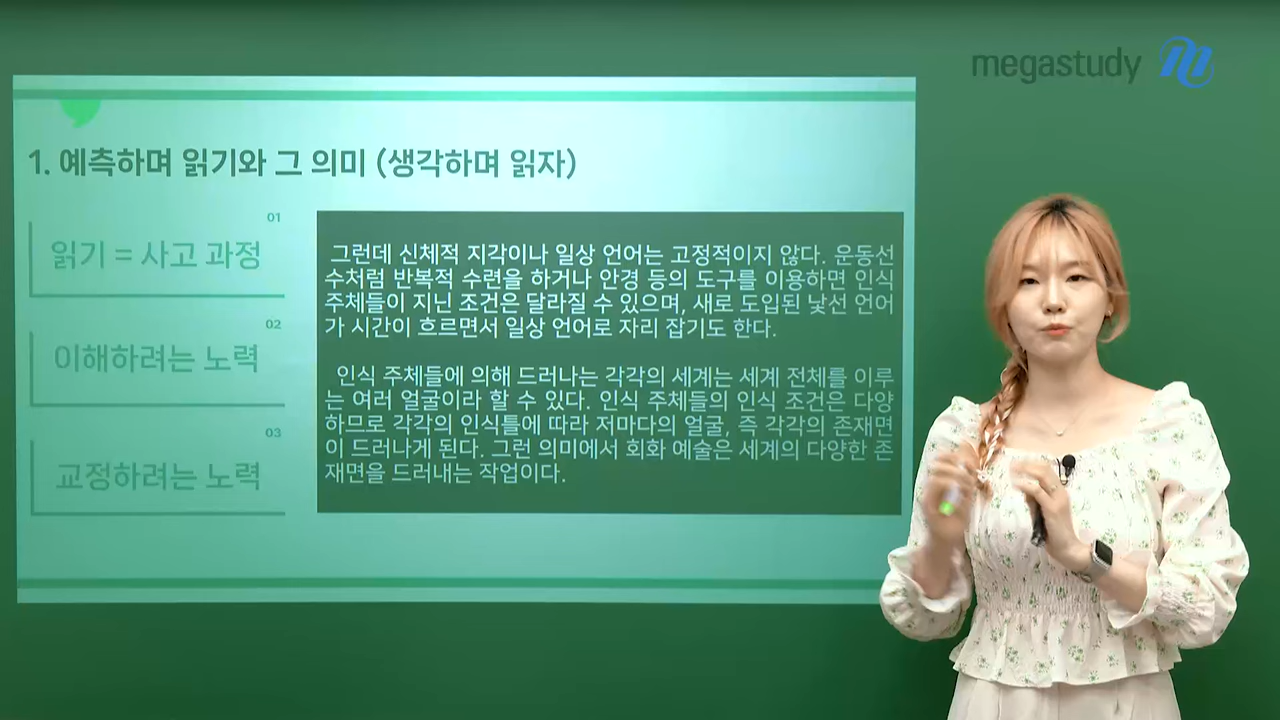 megastudy
1. 예측하며 읽기와 그 의미 (생각하며 읽자)
01
읽기 = 사고 과정
02
이해하려는 노력
03
교정하려는 노력
그런데 신체적 지각이나 일상 언어는 고정적이지 않다. 운동선
수처럼 반복적 수련을 하거나 안경 등의 도구를 이용하면 인식
주체들이 지닌 조건은 달라질 수 있으며, 새로 도입된 낯선 언어
가 시간이 흐르면서 일상 언어로 자리 잡기도 한다.
인식 주체들에 의해 드러나는 각각의 세계는 세계 전체를 이루
는 여러 얼굴이라 할 수 있다. 인식 주체들의 인식 조건은 다양
하므로 각각의 인식틀에 따라 저마다의 얼굴, 즉 각각의 존재면
이 드러나게 된다. 그런 의미에서 회화 예술은 세계의 다양한 존
재면을 드러내는 작업이다.